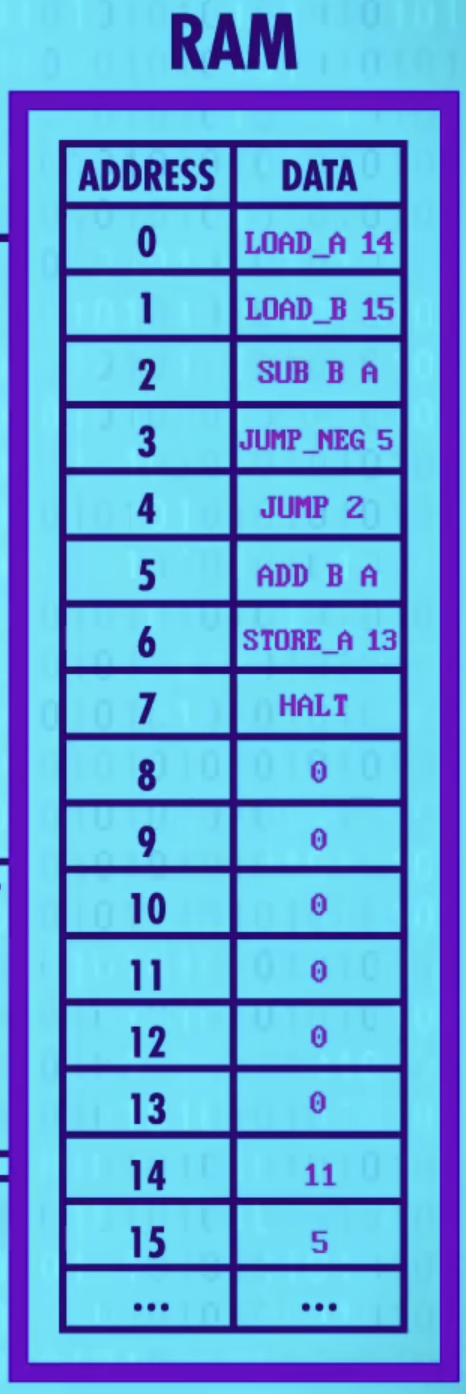 RAM
ADDRESS DATA
0 LOAD_A 14
1 LOAD_B 15
2 SUB B A
3 JUMP_NEG 5
4 JUMP 2
5 ADD B A
6 STORE_A 13
7 HALT
8 0
9 0
10 0
11 0
12 0
13 0
14 11
15 5
... ...